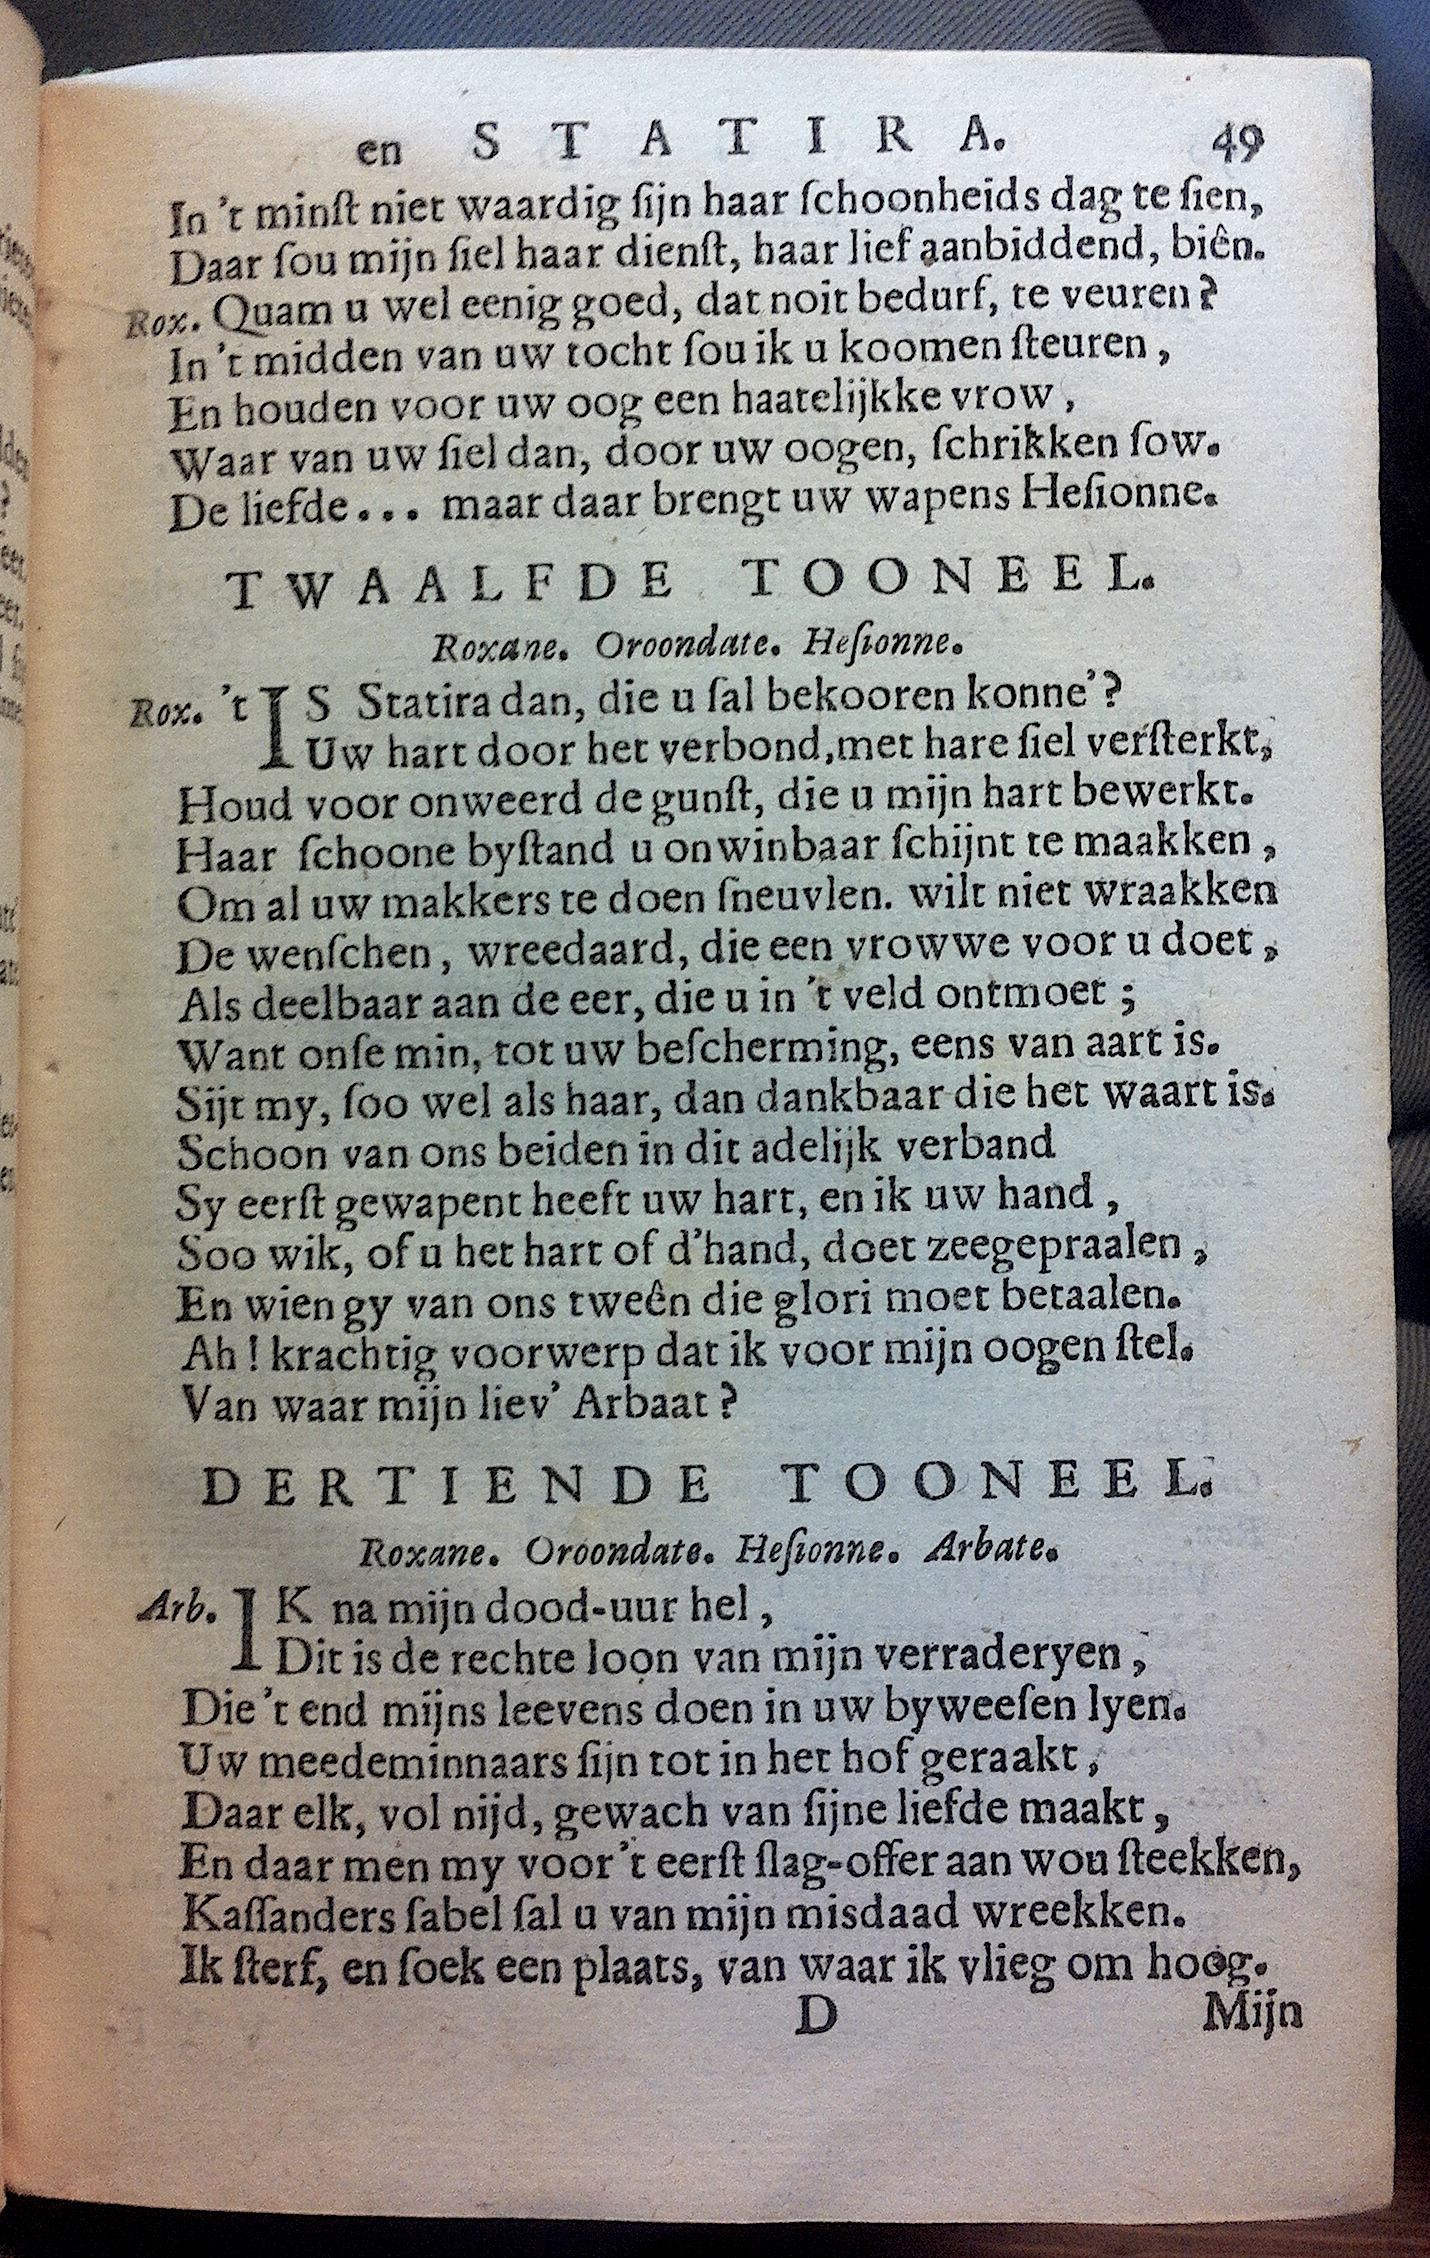 en STATIRA. 49
In 't minſt niet waardig ſijn haar ſchoonheids dag te ſien,
Daar ſou mijn ſiel haar dienſt, haar lief aanbiddend, biên.
Rox. Quam u wel eenig goed, dat noit bedurf, te veuren?
In 't midden van uw tocht ſou ik u koomen ſteuren,
En houden voor uw oog een haatelijkke vrow,
Waar van uw ſiel dan, door uw oogen, ſchrikken ſow.
De liefde... maar daar brengt uw wapens Heſionne.
TWAALFDE TOONEEL.
Roxane. Oroondate. Heſionne.
Rox. 't IS Statira dan, die u ſal bekooren konne'?
Uw hart door het verbond, met hare ſiel verſterkt,
Houd voor onweerd de gunſt, die u mijn hart bewerkt.
Haar ſchoone byſtand u onwinbaar ſchijnt te maakken,
Om al uw makkers te doen ſneuvlen. wilt niet wraakken
De wenſchen, wreedaard, die een vrowwe voor u doet,
Als deelbaar aan de eer, die u in 't veld ontmoet;
Want onſe min, tot uw beſcherming, eens van aart is.
Sijt my, ſoo wel als haar, dan dankbaar die het waart is.
Schoon van ons beiden in dit adelijk verband
Sy eerſt gewapent heeft uw hart, en ik uw hand,
Soo wik, of u het hart of d'hand, doet zeegepraalen,
En wien gy van ons tweên die glori moet betaalen.
Ah! krachtig voorwerp dat ik voor mijn oogen ſtel.
Van waar mijn liev' Arbaat?
DERTIENDE TOONEEL.
Roxane. Oroondate. Heſionne. Arbate.
Arb. IK na mijn dood-uur hel,
Dit is de rechte loon van mijn verraderyen,
Die 't end mijns leevens doen in uw byweeſen lyen.
Uw meedeminnaars ſijn tot in het hof geraakt,
Daar elk, vol nijd, gewach van ſijne liefde maakt,
En daar men my voor 't eerſt ſlag-offer aan wou ſteekken,
Kaſſanders ſabel ſal u van mijn misdaad wreekken.
Ik ſterf, en ſoek een plaats, van waar ik vlieg om hoog.
D Mijn